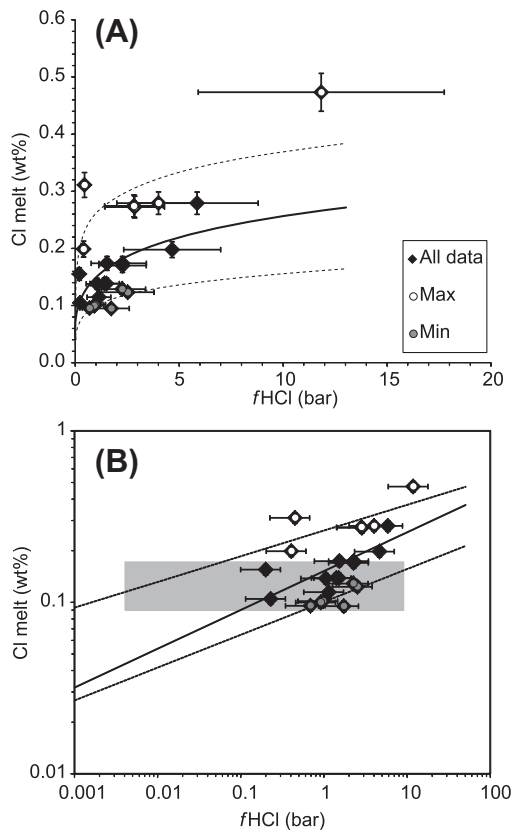 (A)
0.6
0.5
0.4
0.3
0.2
0.1
0.0
Cl melt (wt%)
All data
Max
Min
0 5 10 15 20
fHCl (bar)
(B)
1
0.1
0.01
Cl melt (wt%)
0.001 0.01 0.1 1 10 100
fHCl (bar)